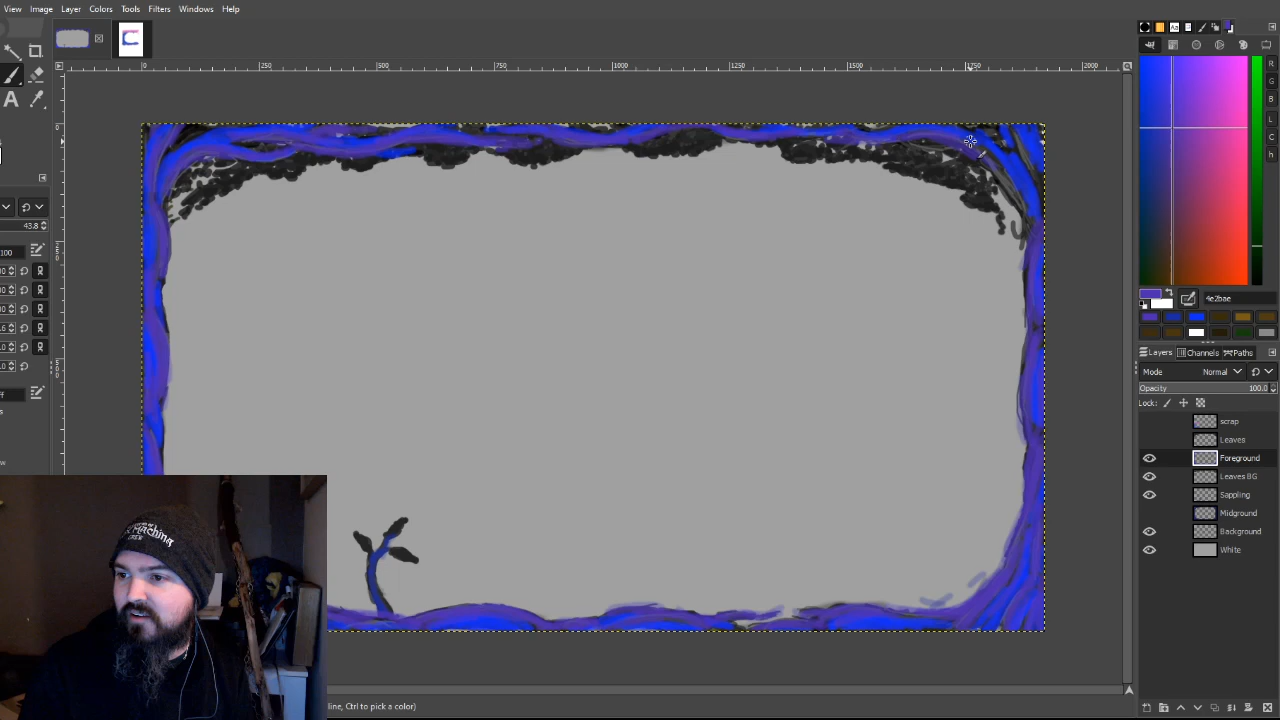 View Image Layer Colors Tools Filters Windows Help
0 250 500 750 1000 1250 1500 1750 2000
43.8
100
R
G
B
L
C
h
4e2bae
Layers Channels Paths
Mode Normal
Opacity 100.0
Lock:
scrap
Leaves
Foreground
Leaves BG
Sappling
Midground
Background
White
line, Ctrl to pick a color)